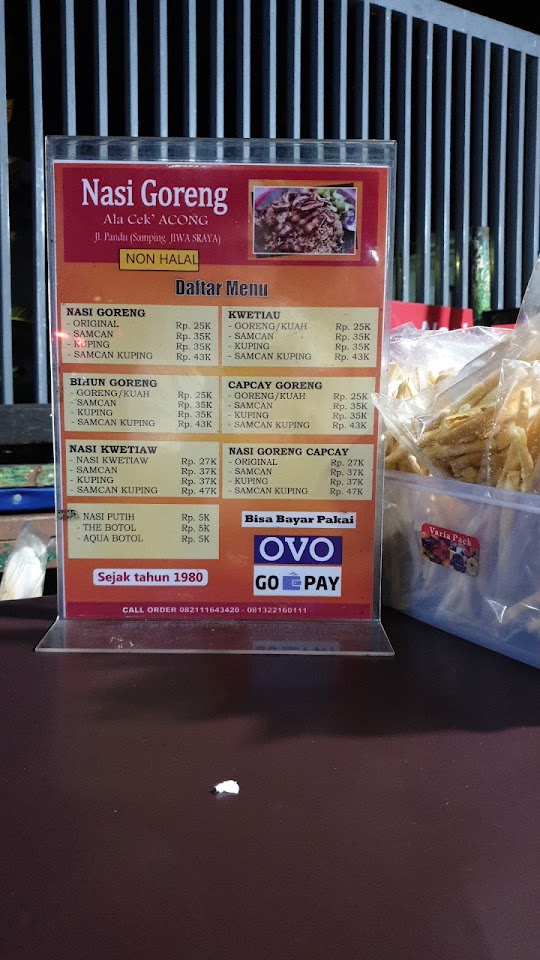 Nasi Goreng
Ala Cek' ACONG
Jl. Pandu (Samping JIWA SRAYA)
NON HALAL
Daftar Menu
NASI GORENG
- ORIGINAL Rp. 25K
- SAMCAN Rp. 35K
- KUPING Rp. 35K
- SAMCAN KUPING Rp. 43K
KWETIAU
- GORENG/KUAH Rp. 25K
- SAMCAN Rp. 35K
- KUPING Rp. 35K
- SAMCAN KUPING Rp. 43K
BIHUN GORENG
- GORENG/KUAH Rp. 25K
- SAMCAN Rp. 35K
- KUPING Rp. 35K
- SAMCAN KUPING Rp. 43K
CAPCAY GORENG
- GORENG/KUAH Rp. 25K
- SAMCAN Rp. 35K
- KUPING Rp. 35K
- SAMCAN KUPING Rp. 43K
NASI KWETIAW
- NASI KWETIAW Rp. 27K
- SAMCAN Rp. 37K
- KUPING Rp. 37K
- SAMCAN KUPING Rp. 47K
NASI GORENG CAPCAY
- ORIGINAL Rp. 27K
- SAMCAN Rp. 37K
- KUPING Rp. 37K
- SAMCAN KUPING Rp. 47K
- NASI PUTIH Rp. 5K
- THE BOTOL Rp. 5K
- AQUA BOTOL Rp. 5K
Sejak tahun 1980
Bisa Bayar Pakai
OVO
GO PAY
CALL ORDER 082111643420 - 081322160111
Varia Pack